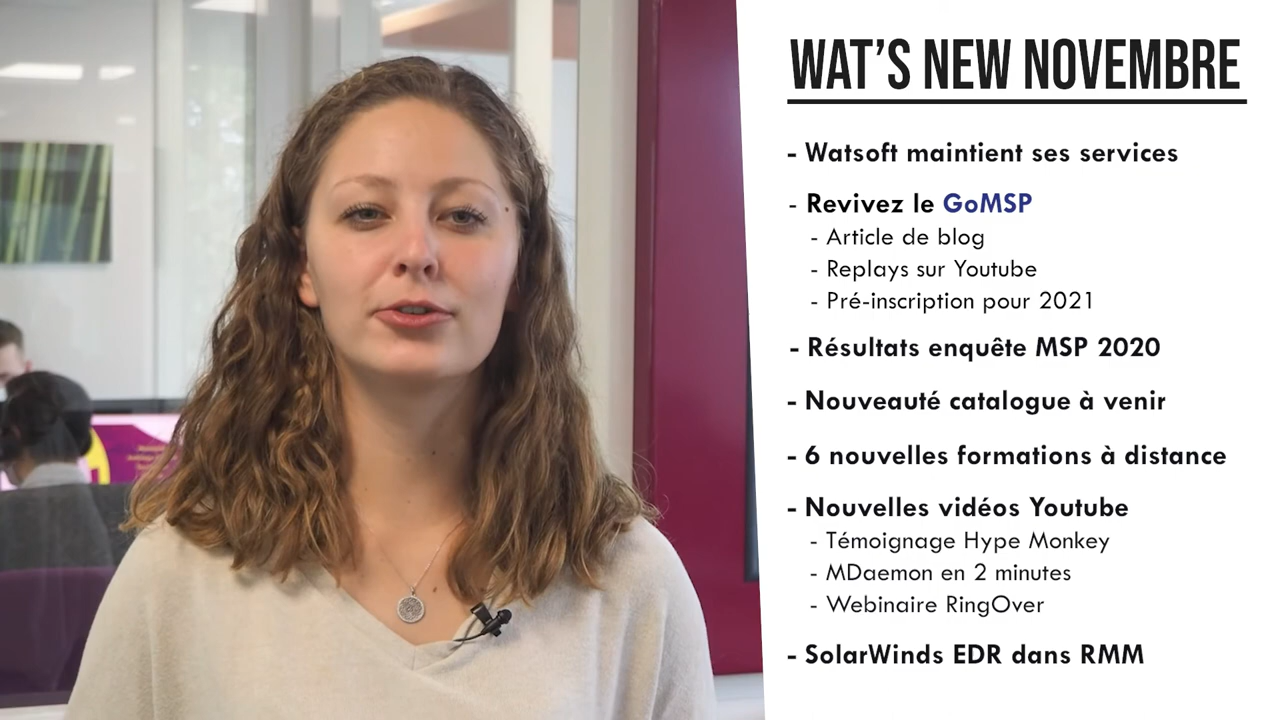 WAT'S NEW NOVEMBRE
- Watsoft maintient ses services
- Revivez le GoMSP
- Article de blog
- Replays sur Youtube
- Pré-inscription pour 2021
- Résultats enquête MSP 2020
- Nouveauté catalogue à venir
- 6 nouvelles formations à distance
- Nouvelles vidéos Youtube
- Témoignage Hype Monkey
- MDaemon en 2 minutes
- Webinaire RingOver
- SolarWinds EDR dans RMM